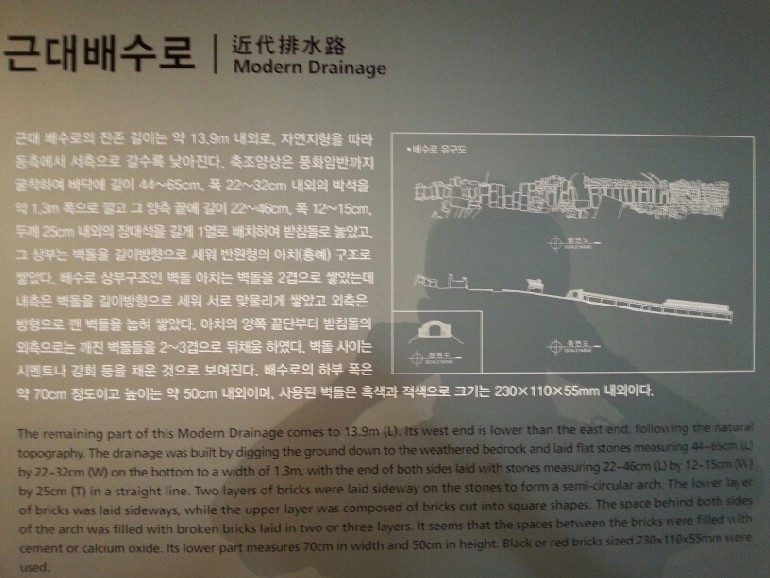 근대배수로
近代排水路
Modern Drainage
근대 배수로의 잔존 길이는 약 13.9m 내외로, 자연지형을 따라
동측에서 서측으로 갈수록 낮아진다. 축조양상은 풍화암반까지
굴착하여 바닥에 길이 44~65cm, 폭 22~32cm 내외의 박석을
약 1.3m 폭으로 깔고 그 양측 끝에 길이 22~46cm, 폭 12~15cm,
두께 25cm 내외의 장대석을 길게 1열로 배치하여 받침돌로 놓았고,
그 상부는 벽돌을 길이방향으로 세워 반원형의 아치(홍예) 구조로
쌓았다. 배수로 상부구조인 벽돌 아치는 벽돌을 2겹으로 쌓았는데
내측은 벽돌을 길이방향으로 세워 서로 맞물리게 쌓았고 외측은
방형으로 깬 벽돌을 눕혀 쌓았다. 아치의 양쪽 끝단부터 받침돌의
외측으로는 깨진 벽돌들을 2~3겹으로 뒤채움 하였다. 벽돌 사이는
시멘트나 강회 등을 채운 것으로 보여진다. 배수로의 하부 폭은
약 70cm 정도이고 높이는 약 50cm 내외이며, 사용된 벽돌은 흑색과 적색으로 크기는 230×110×55mm 내외이다.
•배수로 유구도
평면도
측면도
The remaining part of this Modern Drainage comes to 13.9m (L). Its west end is lower than the east end, following the natural
topography. The drainage was built by digging the ground down to the weathered bedrock and laid flat stones measuring 44-65cm (L)
by 22-32cm (W) on the bottom to a width of 1.3m, with the end of both sides laid with stones measuring 22-46cm (L) by 12-15cm (W)
by 25cm (T) in a straight line. Two layers of bricks were laid sideway on the stones to form a semi-circular arch. The lower layer
of bricks was laid sideways, while the upper layer was composed of bricks cut into square shapes. The space behind both sides
of the arch was filled with broken bricks laid in two or three layers. It seems that the spaces between the bricks were filled with
cement or calcium oxide. Its lower part measures 70cm in width and 50cm in height. Black or red bricks sized 230x110x55mm were
used.